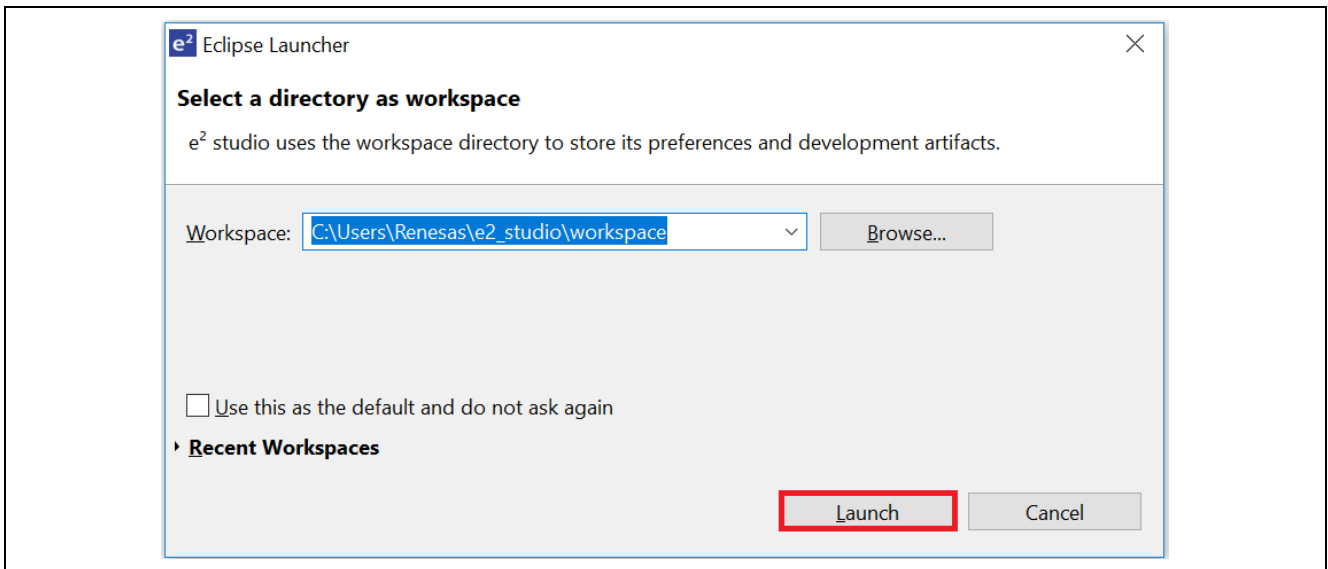 e² Eclipse Launcher
Select a directory as workspace
e² studio uses the workspace directory to store its preferences and development artifacts.
Workspace: C:\Users\Renesas\e2_studio\workspace Browse...
Use this as the default and do not ask again
Recent Workspaces
Launch Cancel